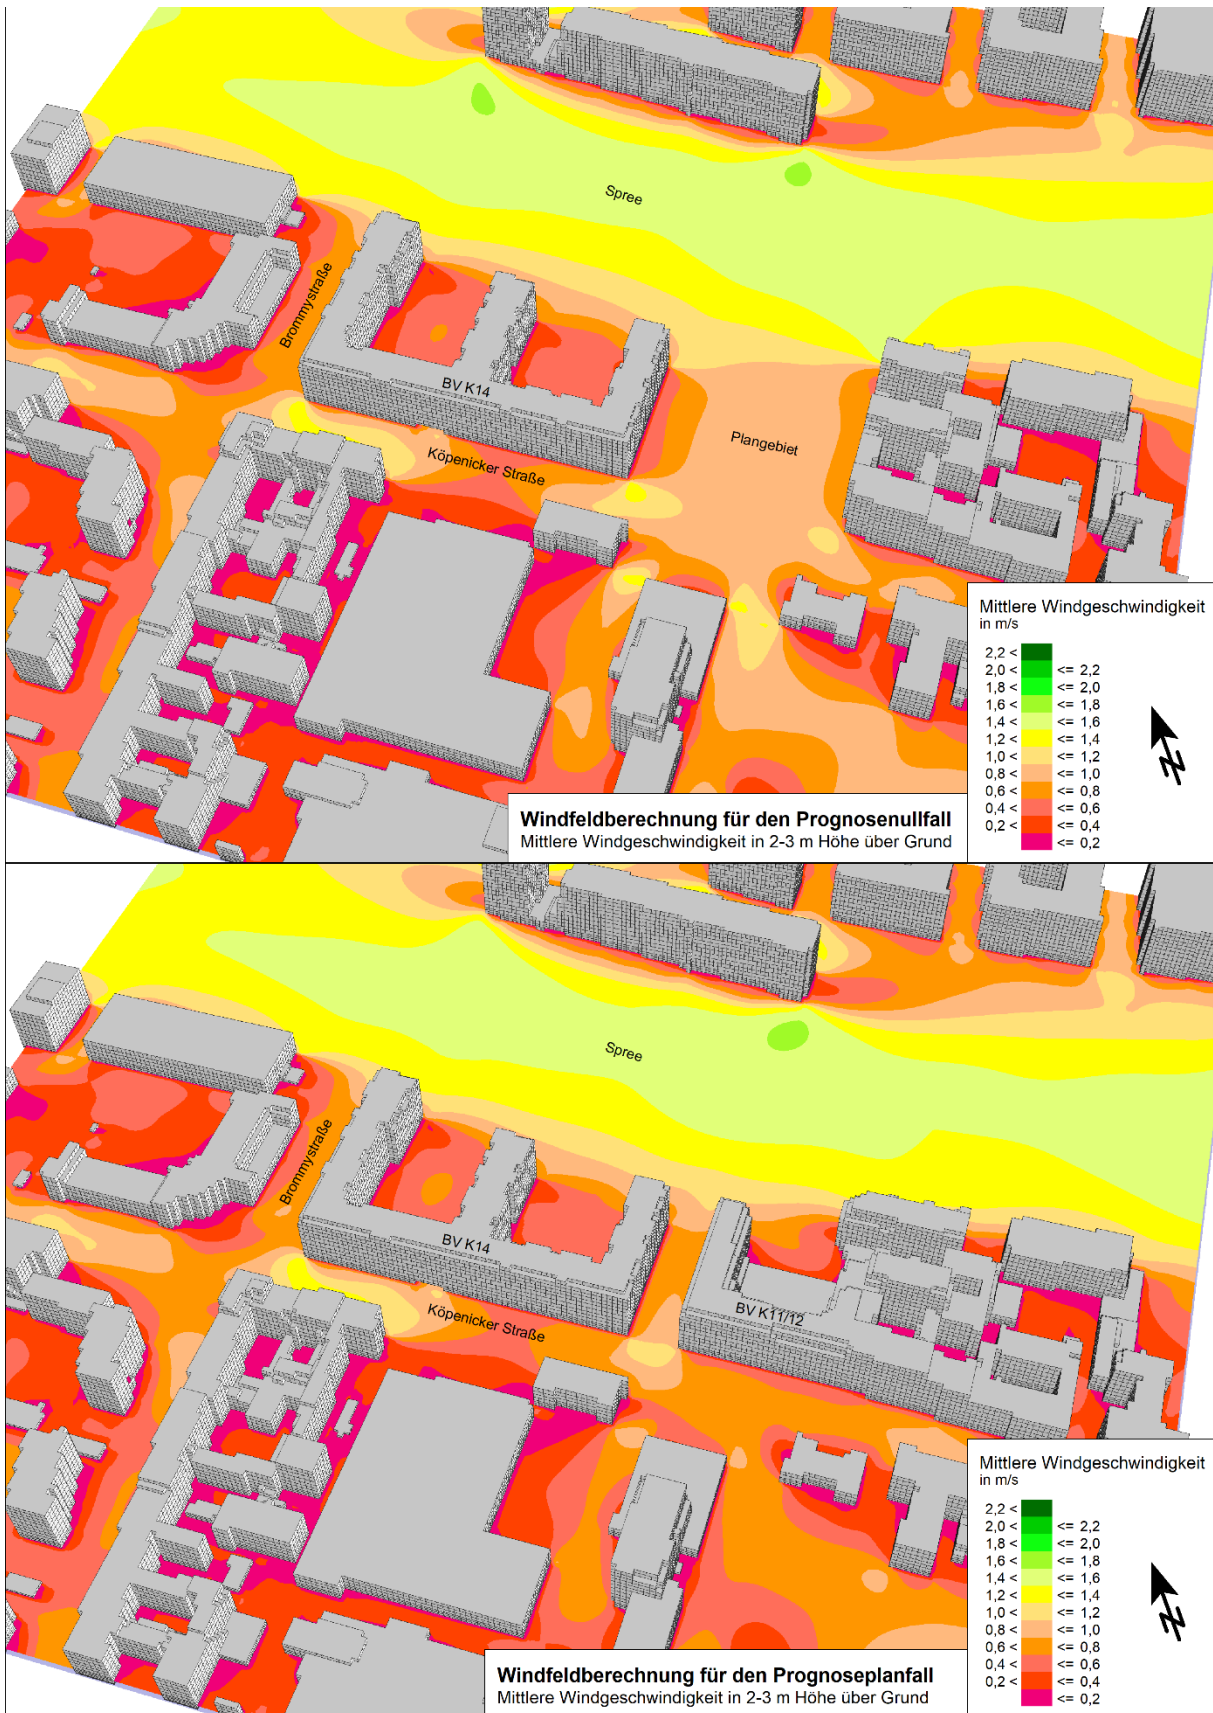 Spree
Brommystraße
BV K14
Köpenicker Straße
Plangebiet
Mittlere Windgeschwindigkeit
in m/s
2,2 <
2,0 < <= 2,2
1,8 < <= 2,0
1,6 < <= 1,8
1,4 < <= 1,6
1,2 < <= 1,4
1,0 < <= 1,2
0,8 < <= 1,0
0,6 < <= 0,8
0,4 < <= 0,6
0,2 < <= 0,4
<= 0,2
N
Windfeldberechnung für den Prognosenullfall
Mittlere Windgeschwindigkeit in 2-3 m Höhe über Grund
Spree
Brommystraße
BV K14
Köpenicker Straße
BV K11/12
Mittlere Windgeschwindigkeit
in m/s
2,2 <
2,0 < <= 2,2
1,8 < <= 2,0
1,6 < <= 1,8
1,4 < <= 1,6
1,2 < <= 1,4
1,0 < <= 1,2
0,8 < <= 1,0
0,6 < <= 0,8
0,4 < <= 0,6
0,2 < <= 0,4
<= 0,2
N
Windfeldberechnung für den Prognoseplanfall
Mittlere Windgeschwindigkeit in 2-3 m Höhe über Grund